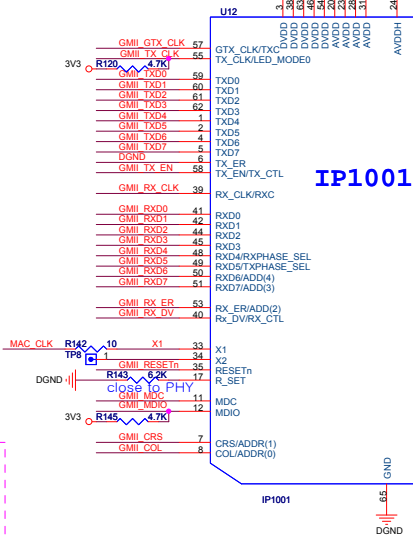 U12
3 38 63 46 54 20 23 28 31 24
DVDD DVDD DVDD DVDD DVDD AVDD AVDD AVDD AVDD AVDDH
GMII_GTX_CLK 57 GTX_CLK/TXC
GMII_TX_CLK 55 TX_CLK/LED_MODE0
3V3 R120 4.7K
GMII_TXD0 59 TXD0
GMII_TXD1 60 TXD1
GMII_TXD2 61 TXD2
GMII_TXD3 62 TXD3
GMII_TXD4 1 TXD4
GMII_TXD5 2 TXD5
GMII_TXD6 4 TXD6
GMII_TXD7 5 TXD7
DGND 6 TX_ER
GMII_TX_EN 58 TX_EN/TX_CTL
IP1001
GMII_RX_CLK 39 RX_CLK/RXC
GMII_RXD0 41 RXD0
GMII_RXD1 42 RXD1
GMII_RXD2 44 RXD2
GMII_RXD3 45 RXD3
GMII_RXD4 48 RXD4/RXPHASE_SEL
GMII_RXD5 49 RXD5/TXPHASE_SEL
GMII_RXD6 50 RXD6/ADD(4)
GMII_RXD7 51 RXD7/ADD(3)
GMII_RX_ER 53 RX_ER/ADD(2)
GMII_RX_DV 40 Rx_DV/RX_CTL
MAC_CLK R142 10 X1 33 X1
TP8 1 34 X2
GMII_RESETn 35 RESETn
DGND R143 6.2K 17 R_SET
close to PHY
GMII_MDC 11 MDC
GMII_MDIO 12 MDIO
3V3 R145 4.7K
GMII_CRS 7 CRS/ADDR(1)
GMII_COL 8 COL/ADDR(0)
GND
IP1001
65
DGND